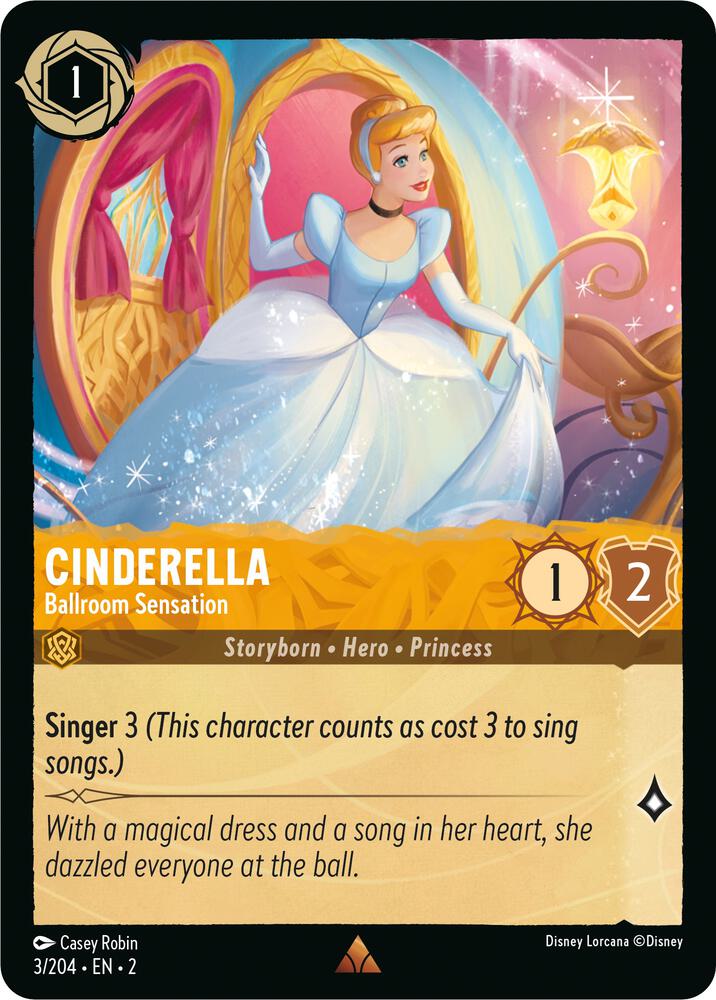 1
CINDERELLA
Ballroom Sensation
1
2
Storyborn • Hero • Princess
Singer 3 (This character counts as cost 3 to sing
songs.)
With a magical dress and a song in her heart, she
dazzled everyone at the ball.
Casey Robin
Disney Lorcana ©Disney
3/204 • EN • 2